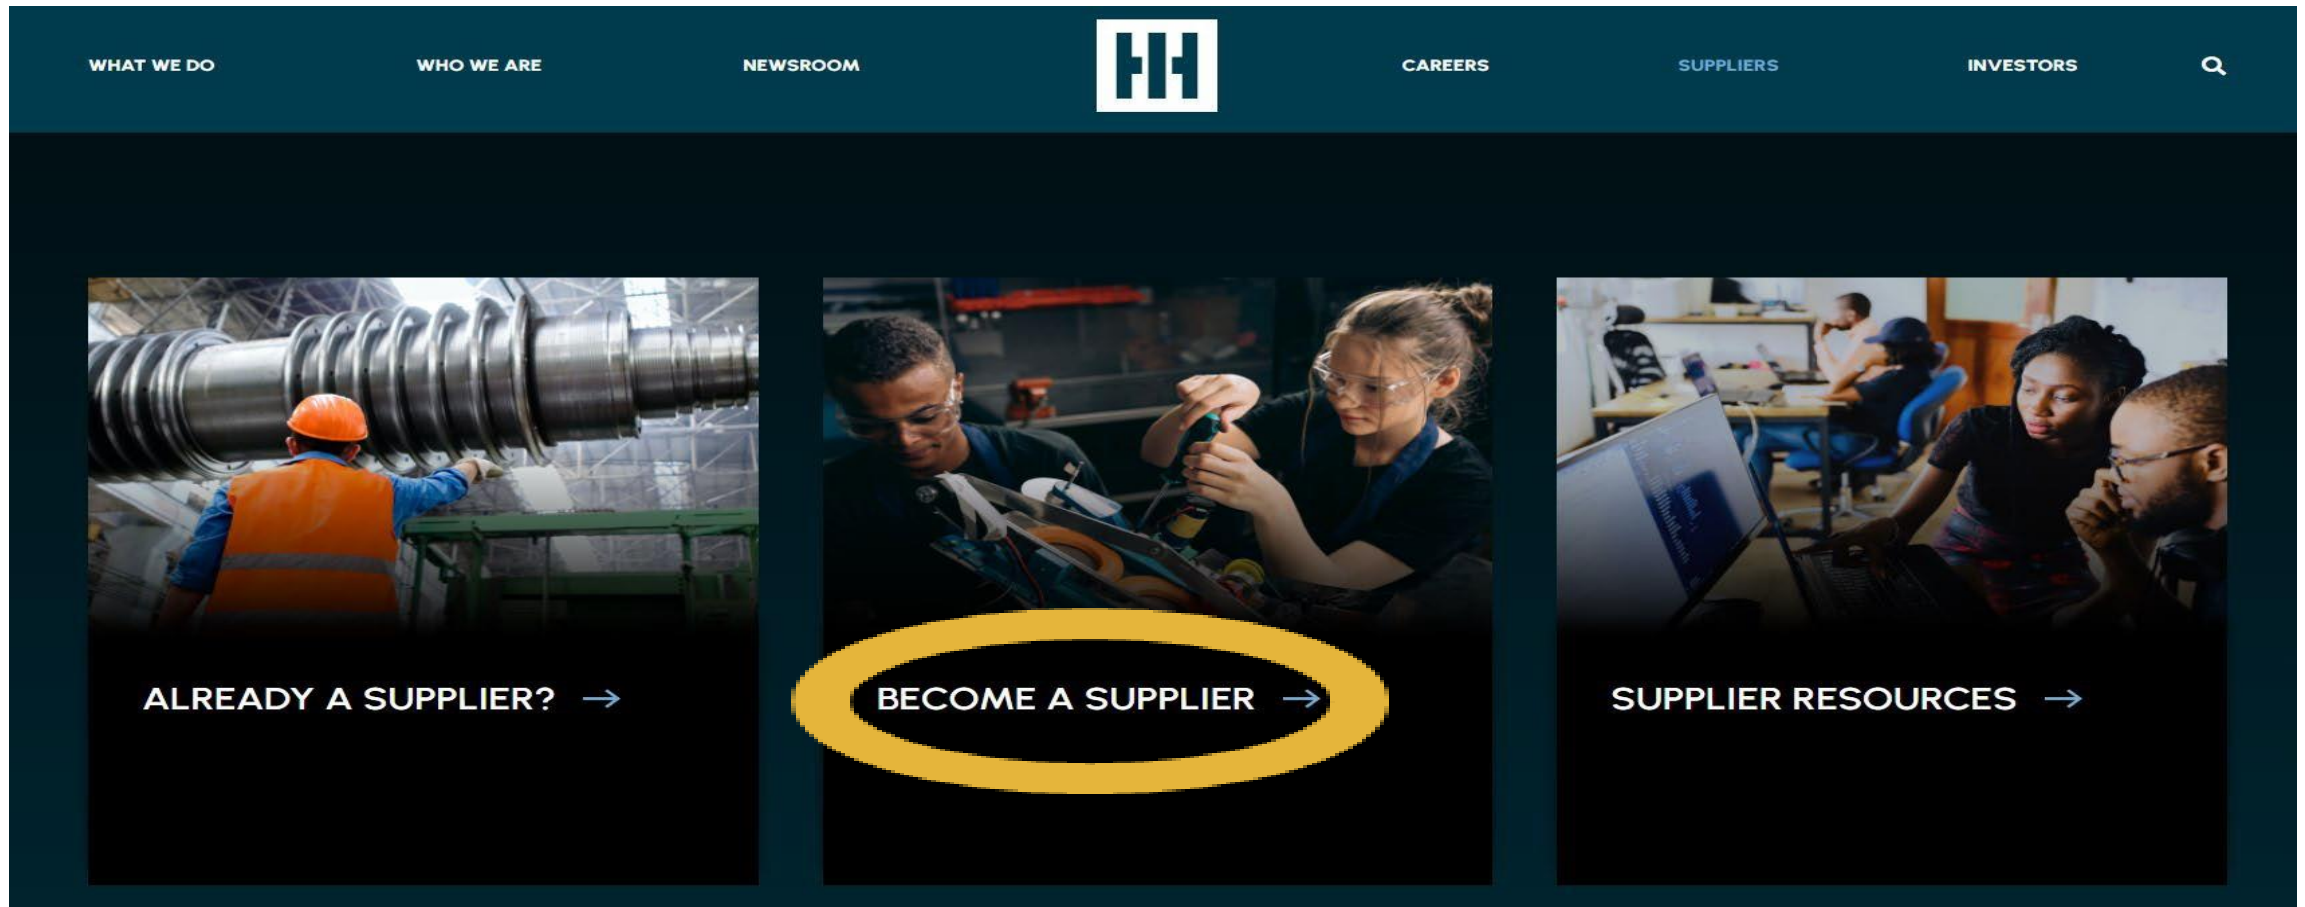 WHAT WE DO WHO WE ARE NEWSROOM CAREERS SUPPLIERS INVESTORS
ALREADY A SUPPLIER? → BECOME A SUPPLIER → SUPPLIER RESOURCES →